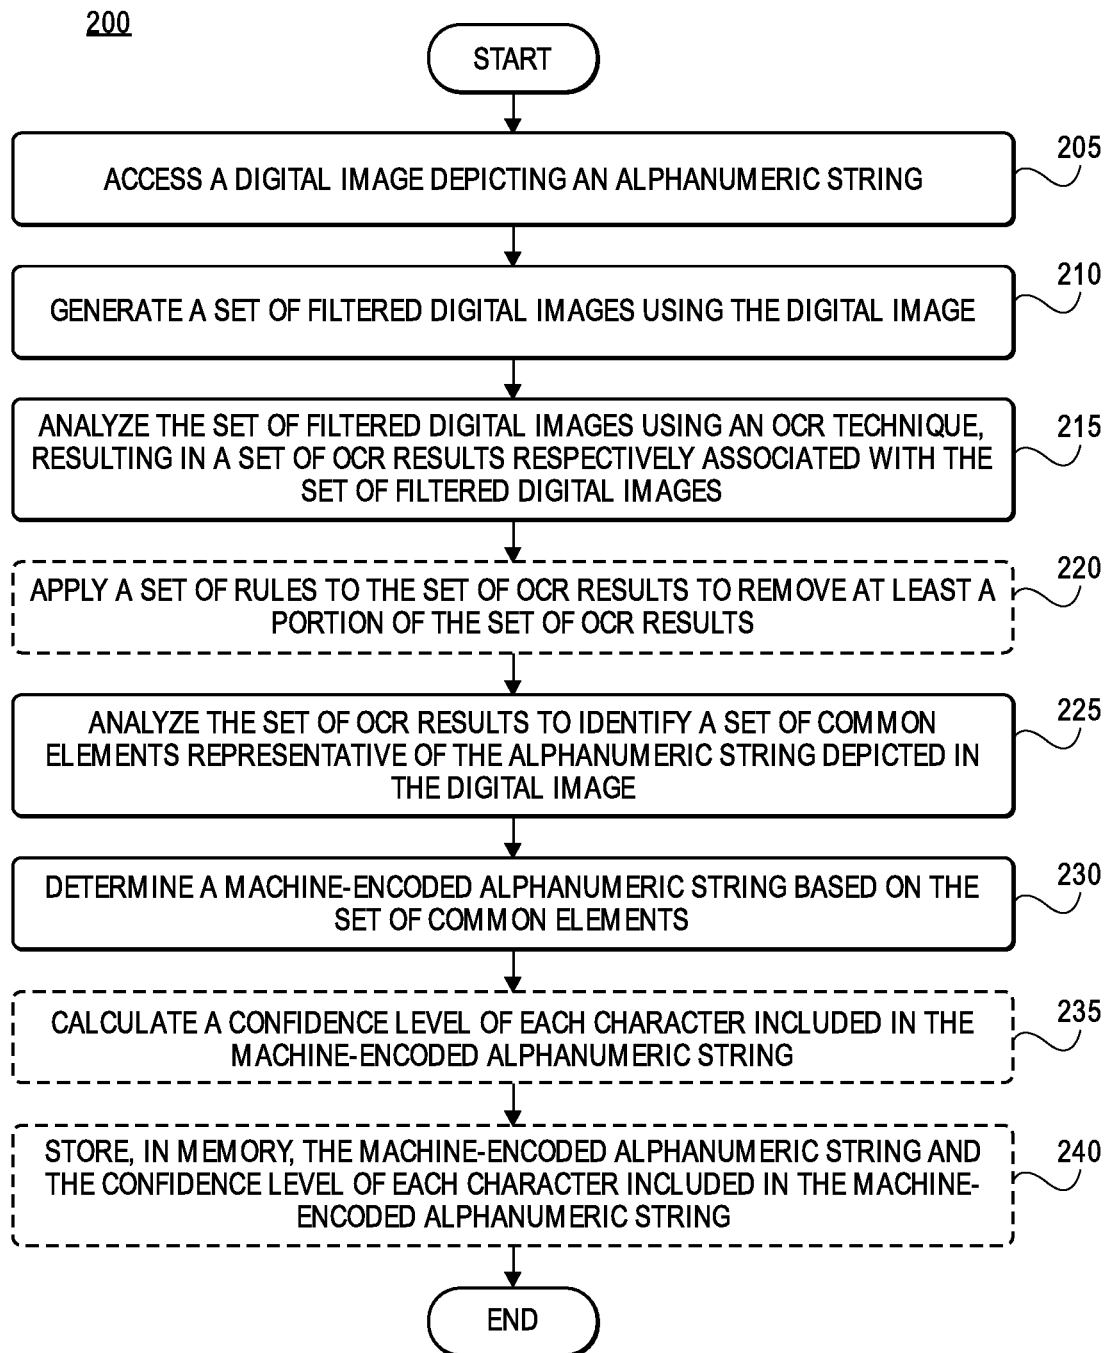 200
START
ACCESS A DIGITAL IMAGE DEPICTING AN ALPHANUMERIC STRING
205
GENERATE A SET OF FILTERED DIGITAL IMAGES USING THE DIGITAL IMAGE
210
ANALYZE THE SET OF FILTERED DIGITAL IMAGES USING AN OCR TECHNIQUE,
RESULTING IN A SET OF OCR RESULTS RESPECTIVELY ASSOCIATED WITH THE
SET OF FILTERED DIGITAL IMAGES
215
APPLY A SET OF RULES TO THE SET OF OCR RESULTS TO REMOVE AT LEAST A
PORTION OF THE SET OF OCR RESULTS
220
ANALYZE THE SET OF OCR RESULTS TO IDENTIFY A SET OF COMMON
ELEMENTS REPRESENTATIVE OF THE ALPHANUMERIC STRING DEPICTED IN
THE DIGITAL IMAGE
225
DETERMINE A MACHINE-ENCODED ALPHANUMERIC STRING BASED ON THE
SET OF COMMON ELEMENTS
230
CALCULATE A CONFIDENCE LEVEL OF EACH CHARACTER INCLUDED IN THE
MACHINE-ENCODED ALPHANUMERIC STRING
235
STORE, IN MEMORY, THE MACHINE-ENCODED ALPHANUMERIC STRING AND
THE CONFIDENCE LEVEL OF EACH CHARACTER INCLUDED IN THE MACHINE-
ENCODED ALPHANUMERIC STRING
240
END